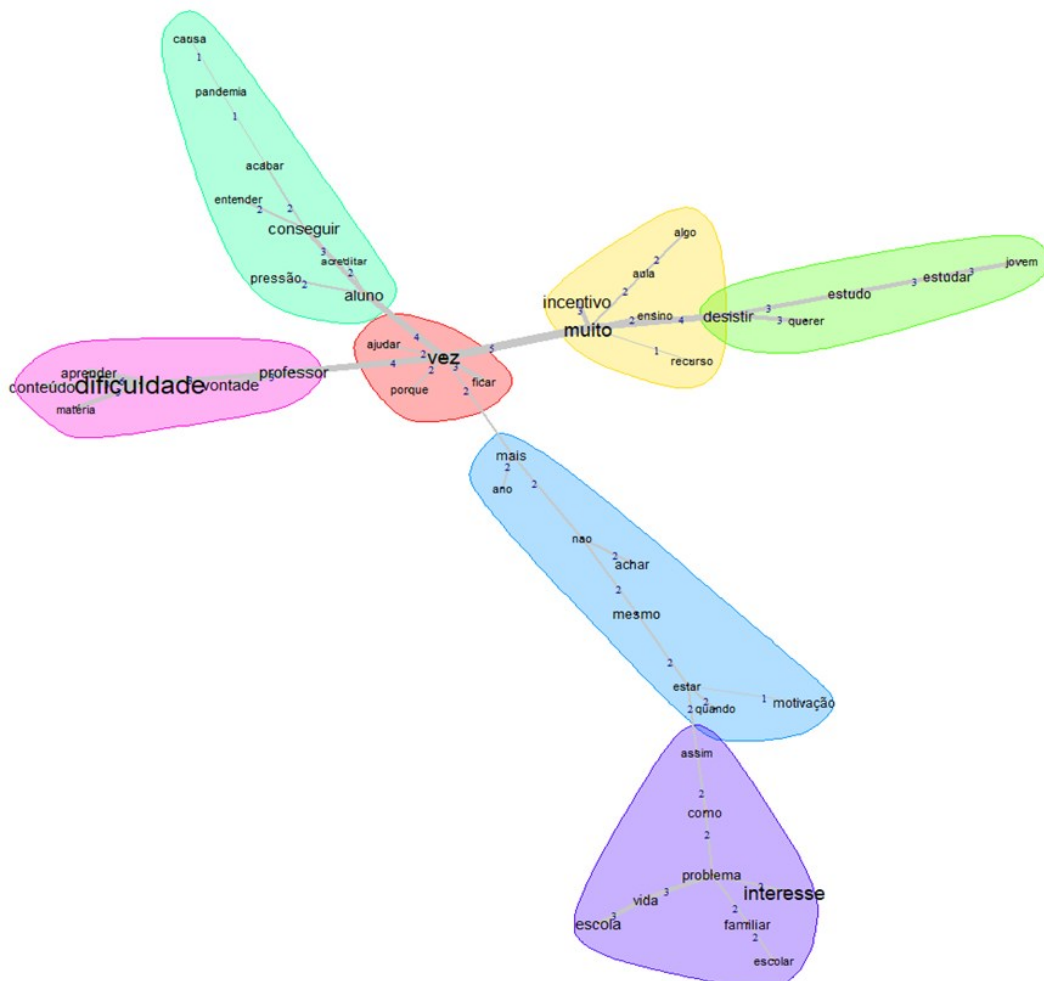 causa
1
pandemia
1
acabar
entender
2
2
conseguir
3
acreditar
2
pressão
2
aluno
4
algo
2
aula
2
incentivo
3
ensino
2
4
muito
1
recurso
desistir
3
3
querer
estudo
3
estudar
3
jovem
ajudar
vez
5
2
4
2
3
porque
ficar
2
professor
vontade
dificuldade
aprender
conteúdo
matéria
mais
2
ano
2
nao
2
achar
2
mesmo
2
estar
2
2
quando
1
motivação
assim
2
como
2
problema
2
interesse
3
vida
3
escola
2
familiar
2
escolar